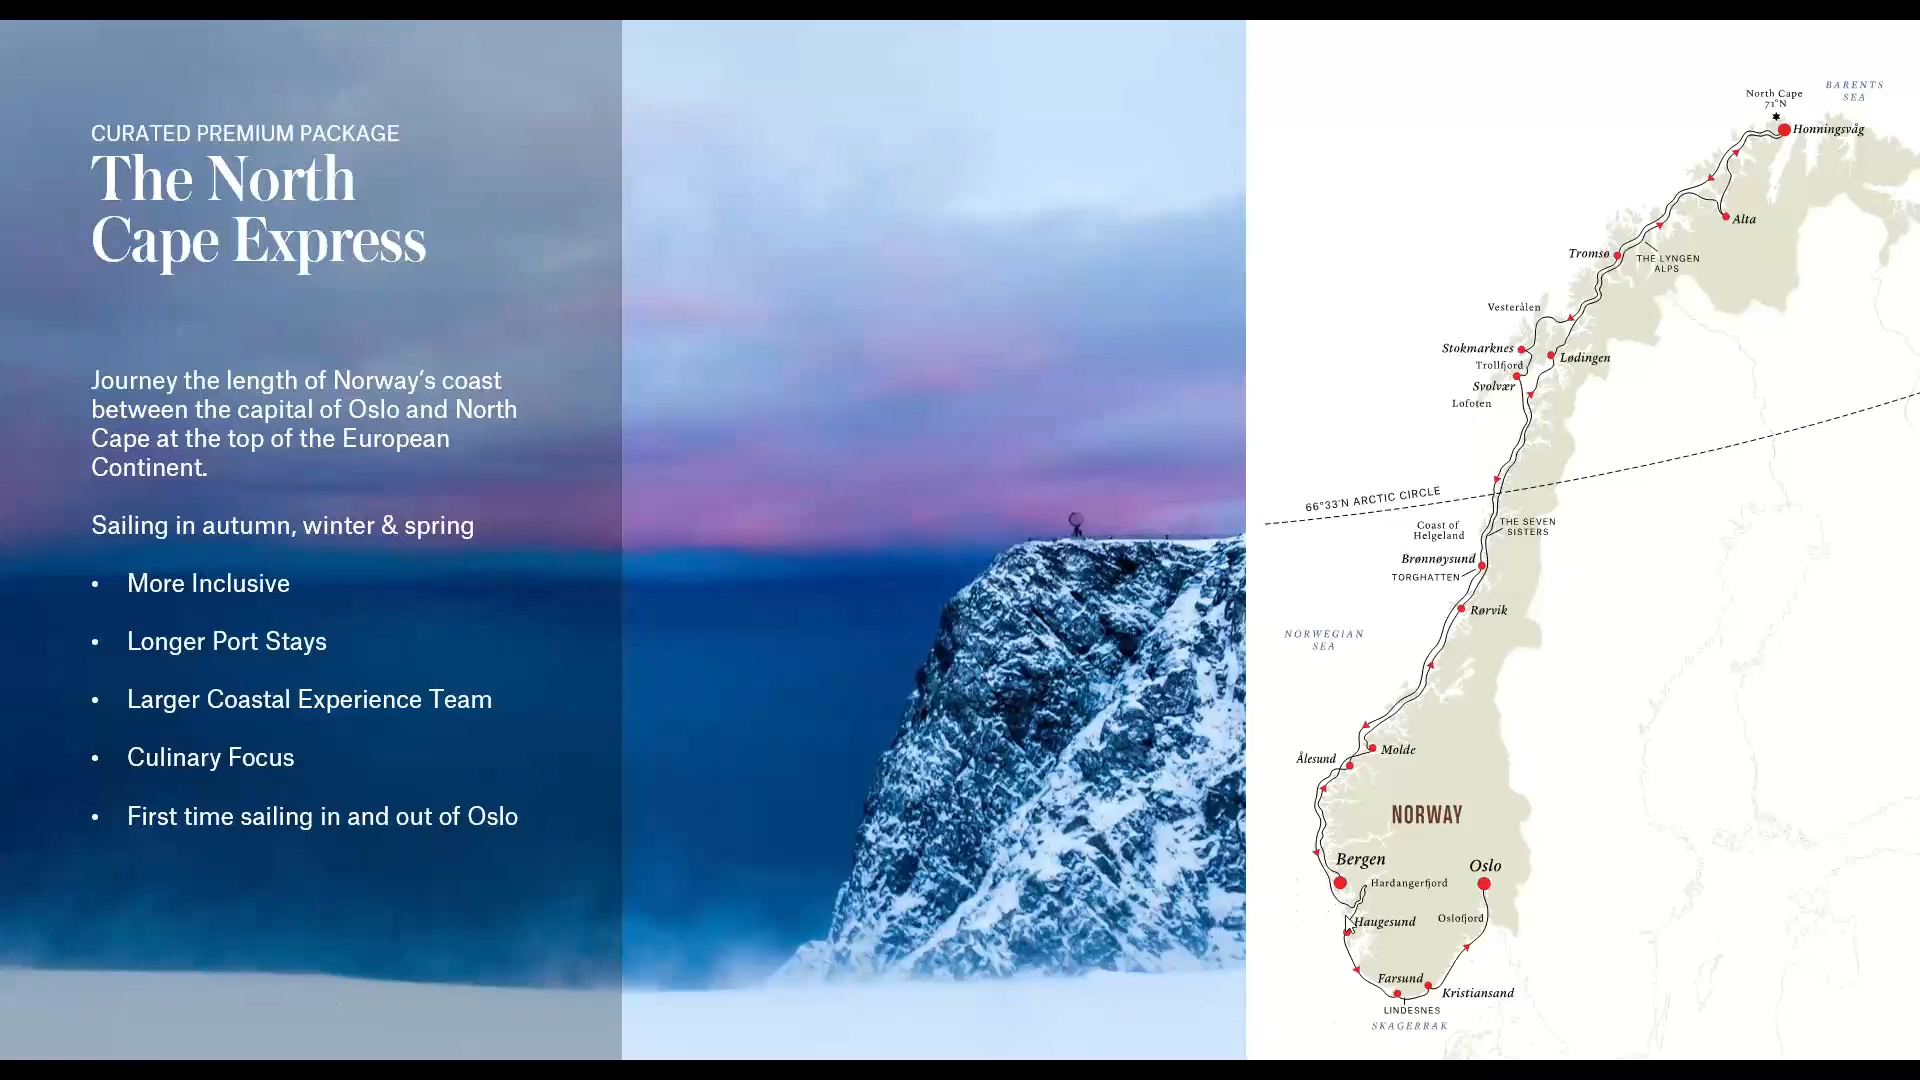 CURATED PREMIUM PACKAGE
The North
Cape Express
Journey the length of Norway's coast
between the capital of Oslo and North
Cape at the top of the European
Continent.
Sailing in autumn, winter & spring
• More Inclusive
• Longer Port Stays
• Larger Coastal Experience Team
• Culinary Focus
• First time sailing in and out of Oslo
BARENTS
SEA
North Cape
71°N
Honningsvåg
Alta
Tromsø
THE LYNGEN
ALPS
Vesterålen
Stokmarknes
Lødingen
Trollfjord
Svolvær
Lofoten
66°33'N ARCTIC CIRCLE
Coast of
Helgeland
THE SEVEN
SISTERS
Brønnøysund
TORGHATTEN
Rørvik
NORWEGIAN
SEA
Molde
Ålesund
NORWAY
Bergen
Oslo
Hardangerfjord
Haugesund
Oslofjord
Farsund
Kristiansand
LINDESNES
SKAGERRAK